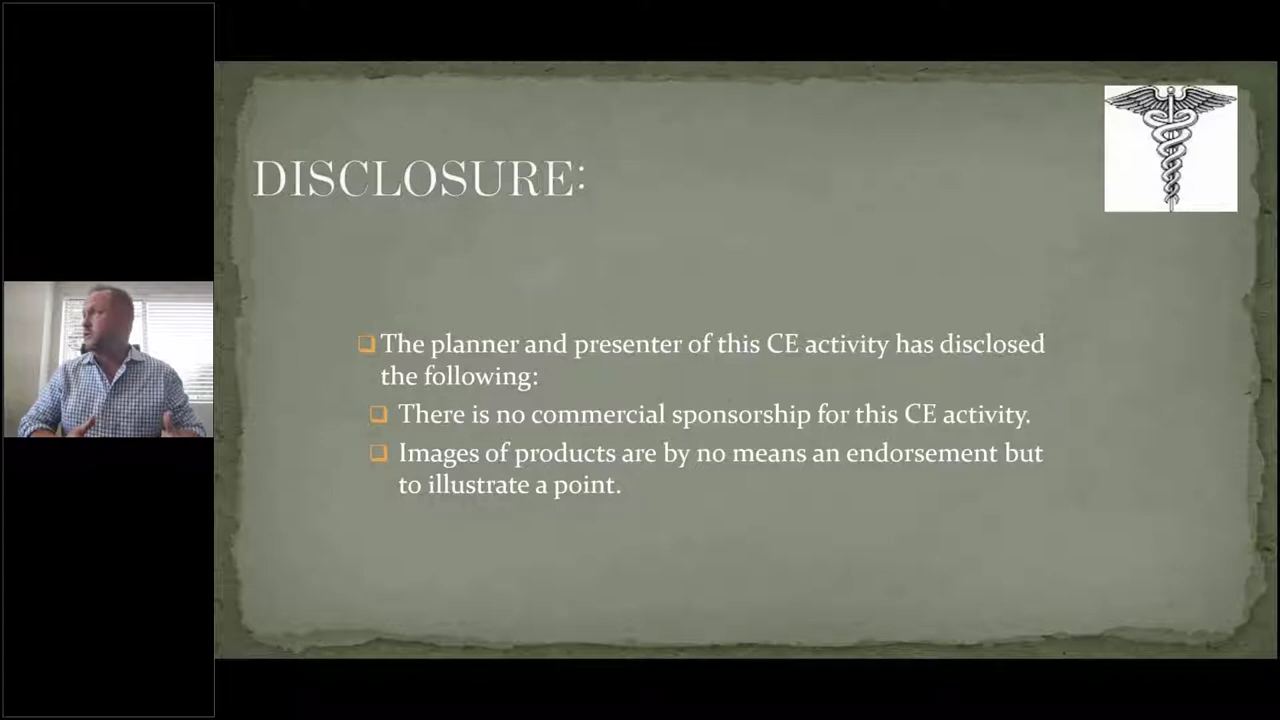 DISCLOSURE:
The planner and presenter of this CE activity has disclosed
the following:
There is no commercial sponsorship for this CE activity.
Images of products are by no means an endorsement but
to illustrate a point.